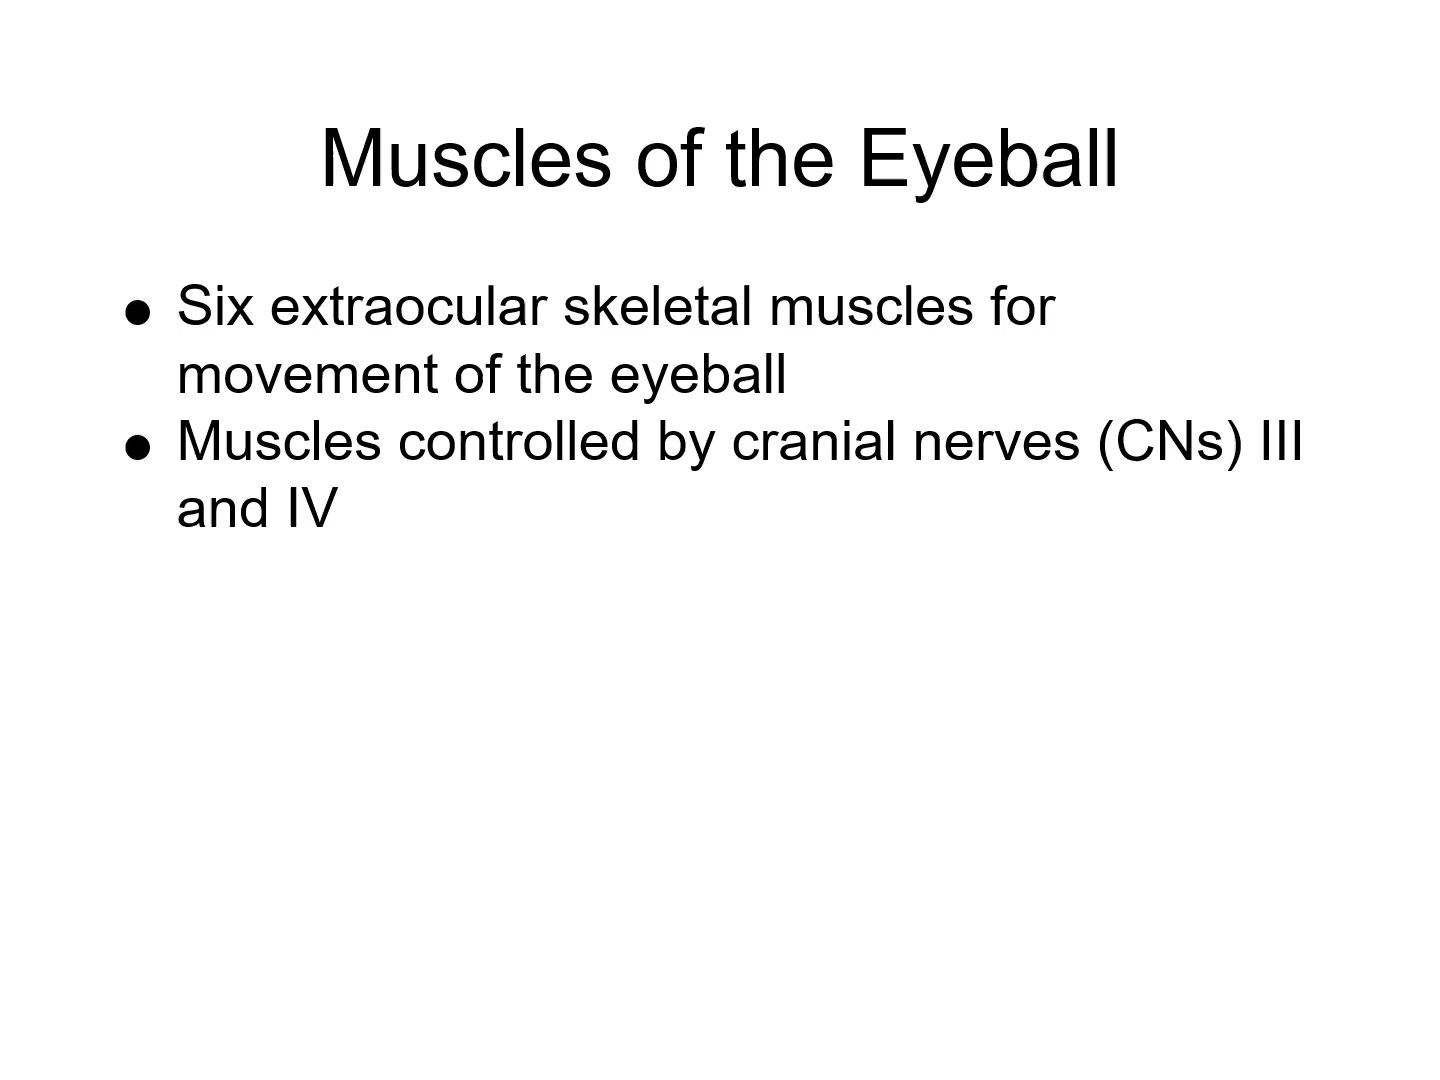 Muscles of the Eyeball
● Six extraocular skeletal muscles for
movement of the eyeball
● Muscles controlled by cranial nerves (CNs) III
and IV